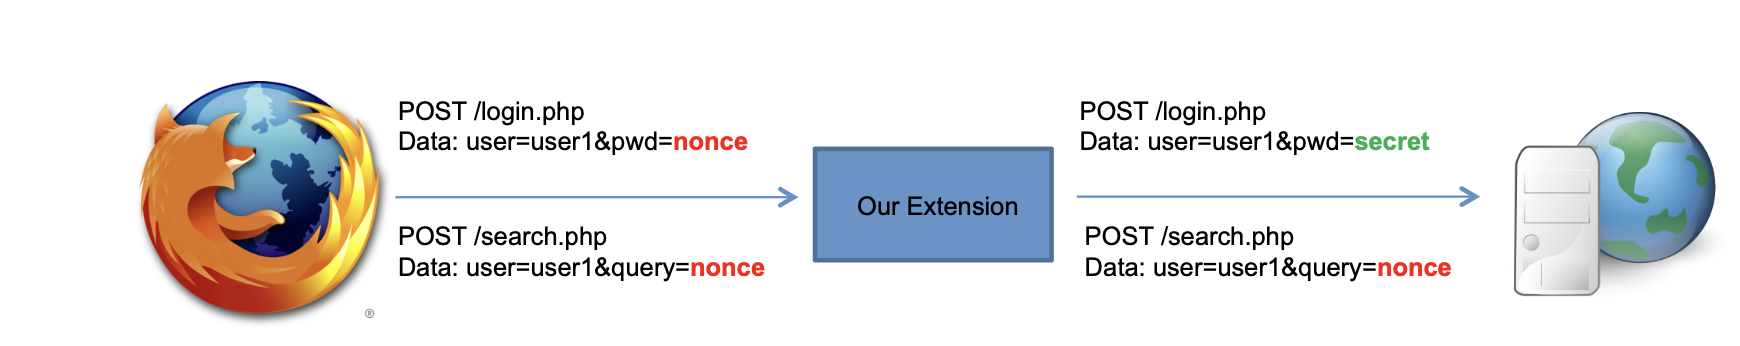 POST /login.php
Data: user=user1&pwd=nonce
POST /search.php
Data: user=user1&query=nonce
®
Our Extension
POST /login.php
Data: user=user1&pwd=secret
POST /search.php
Data: user=user1&query=nonce